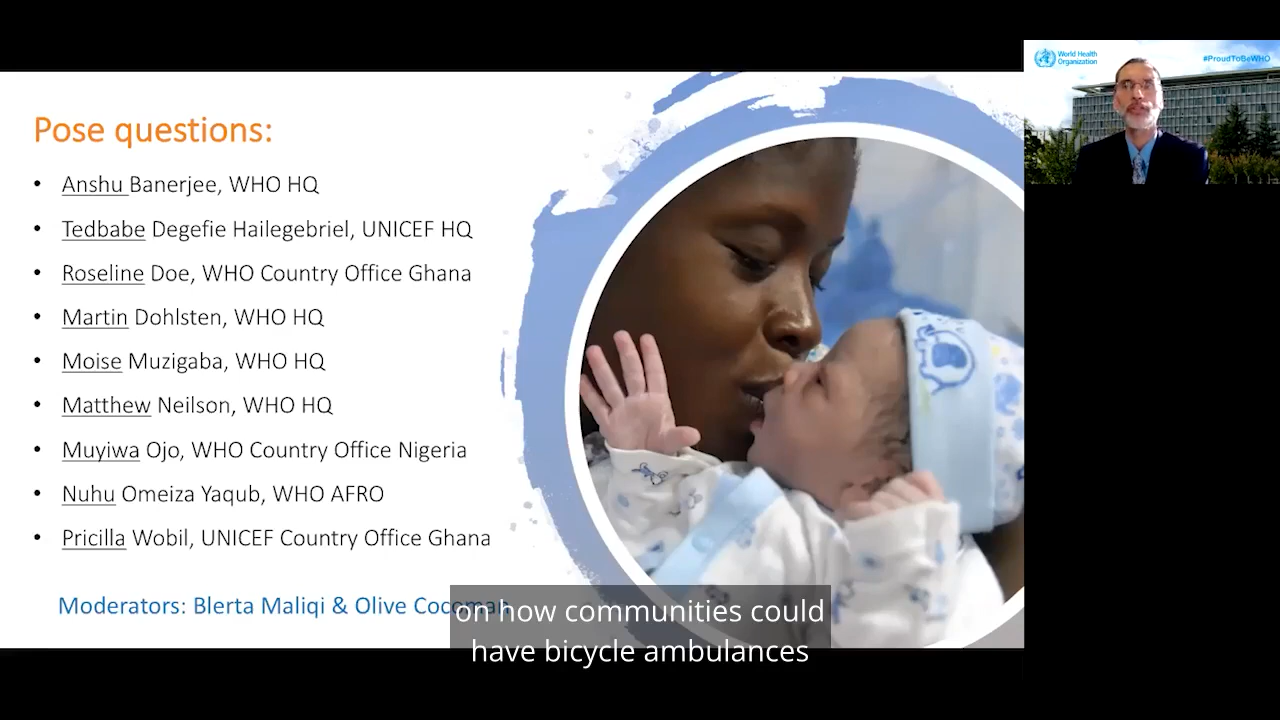 World Health
Organization
#ProudToBeWHO
Pose questions:
• Anshu Banerjee, WHO HQ
• Tedbabe Degefie Hailegebriel, UNICEF HQ
• Roseline Doe, WHO Country Office Ghana
• Martin Dohlsten, WHO HQ
• Moise Muzigaba, WHO HQ
• Matthew Neilson, WHO HQ
• Muyiwa Ojo, WHO Country Office Nigeria
• Nuhu Omeiza Yaqub, WHO AFRO
• Pricilla Wobil, UNICEF Country Office Ghana
Moderators: Blerta Maliqi & Olive Cocoman
on how communities could
have bicycle ambulances